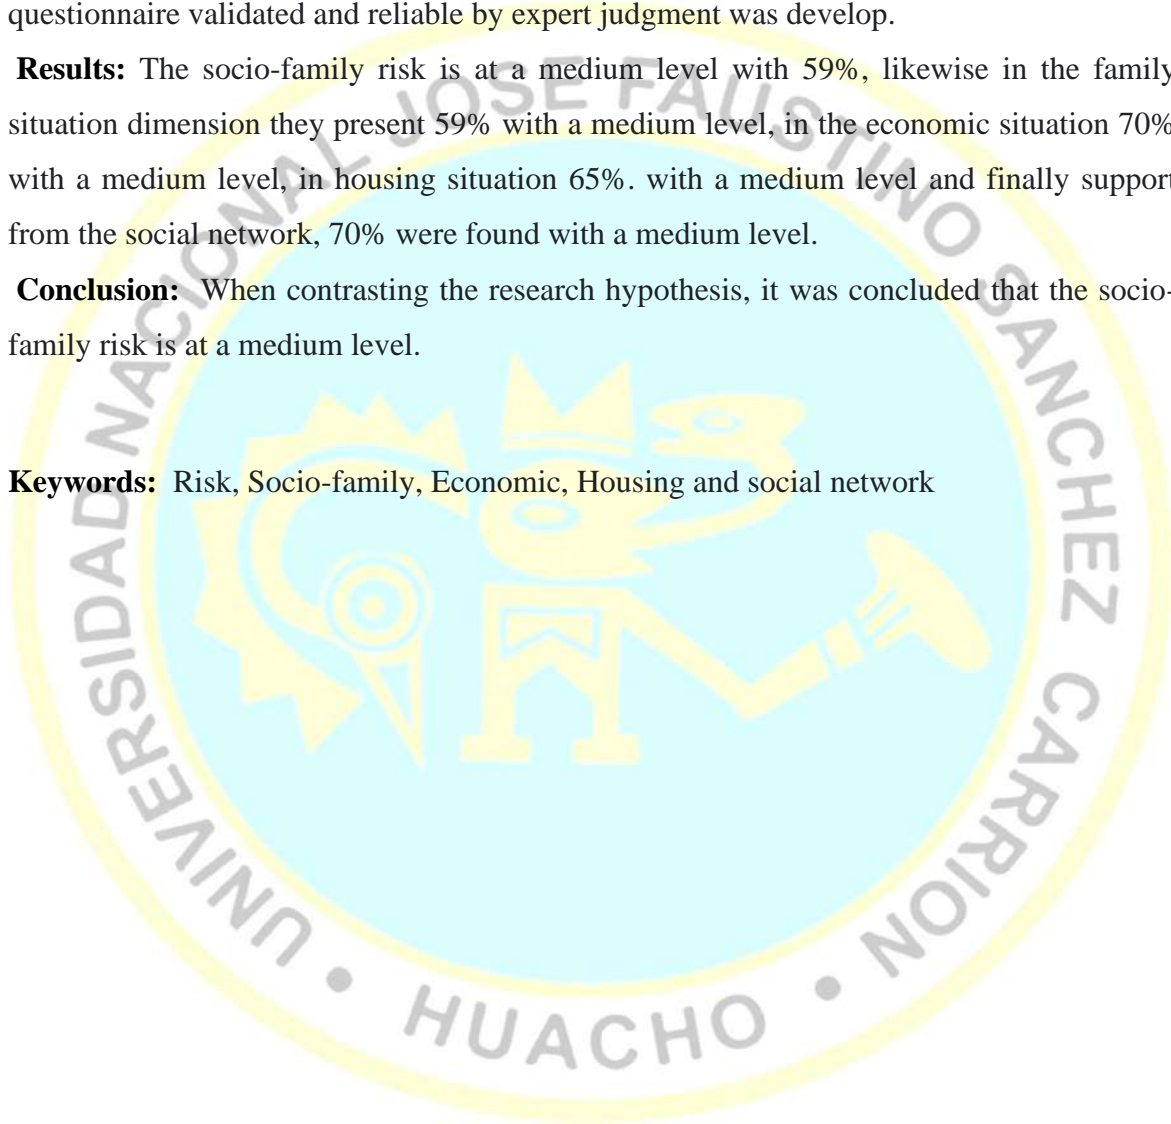 questionnaire validated and reliable by expert judgment was develop.
Results: The socio-family risk is at a medium level with 59%, likewise in the family
situation dimension they present 59% with a medium level, in the economic situation 70%
with a medium level, in housing situation 65%. with a medium level and finally support
from the social network, 70% were found with a medium level.
Conclusion: When contrasting the research hypothesis, it was concluded that the socio-
family risk is at a medium level.
Keywords: Risk, Socio-family, Economic, Housing and social network
UNIVERSIDAD NACIONAL JOSE FAUSTINO SANCHEZ CARRION
• HUACHO •